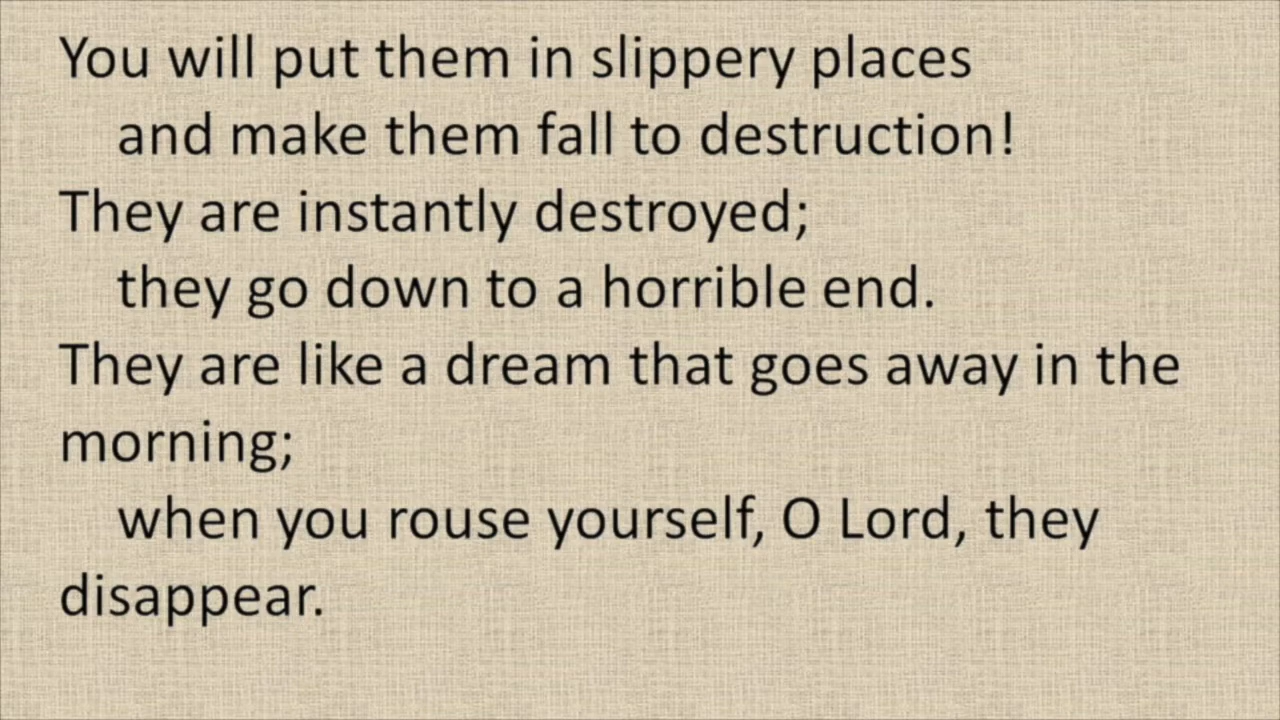 You will put them in slippery places
and make them fall to destruction!
They are instantly destroyed;
they go down to a horrible end.
They are like a dream that goes away in the
morning;
when you rouse yourself, O Lord, they
disappear.